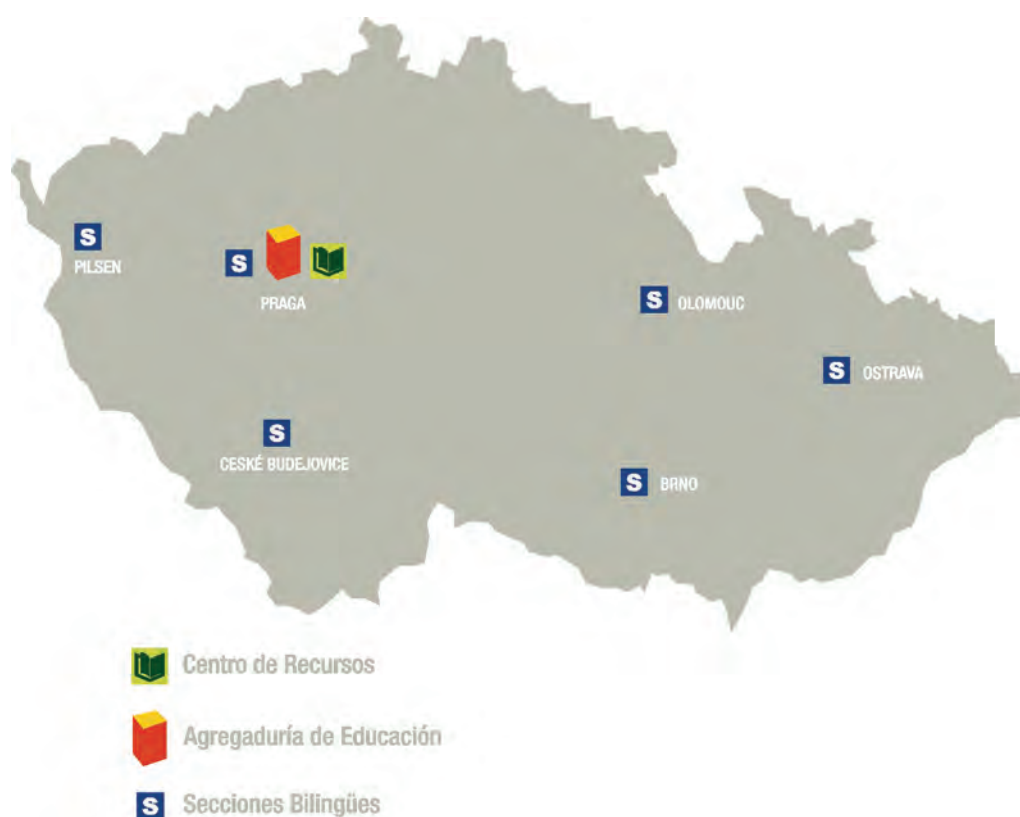 S
PILSEN
S
PRAGA
S OLOMOUC
S OSTRAVA
S
CESKÉ BUDEJOVICE
S BRNO
Centro de Recursos
Agregaduría de Educación
S Secciones Bilingües